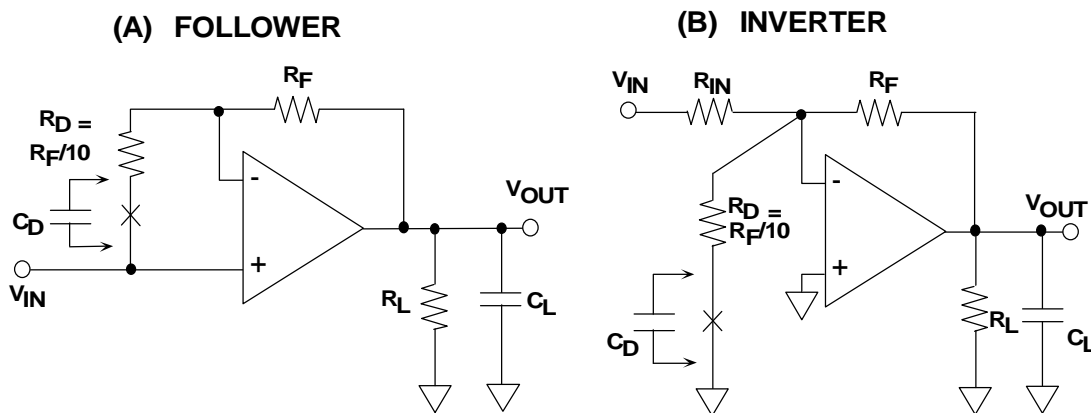 (A) FOLLOWER
RF
RD =
RF/10
CD
-
+
VIN
VOUT
RL
CL
(B) INVERTER
VIN
RIN
RF
RD =
RF/10
CD
-
+
VOUT
RL
CL